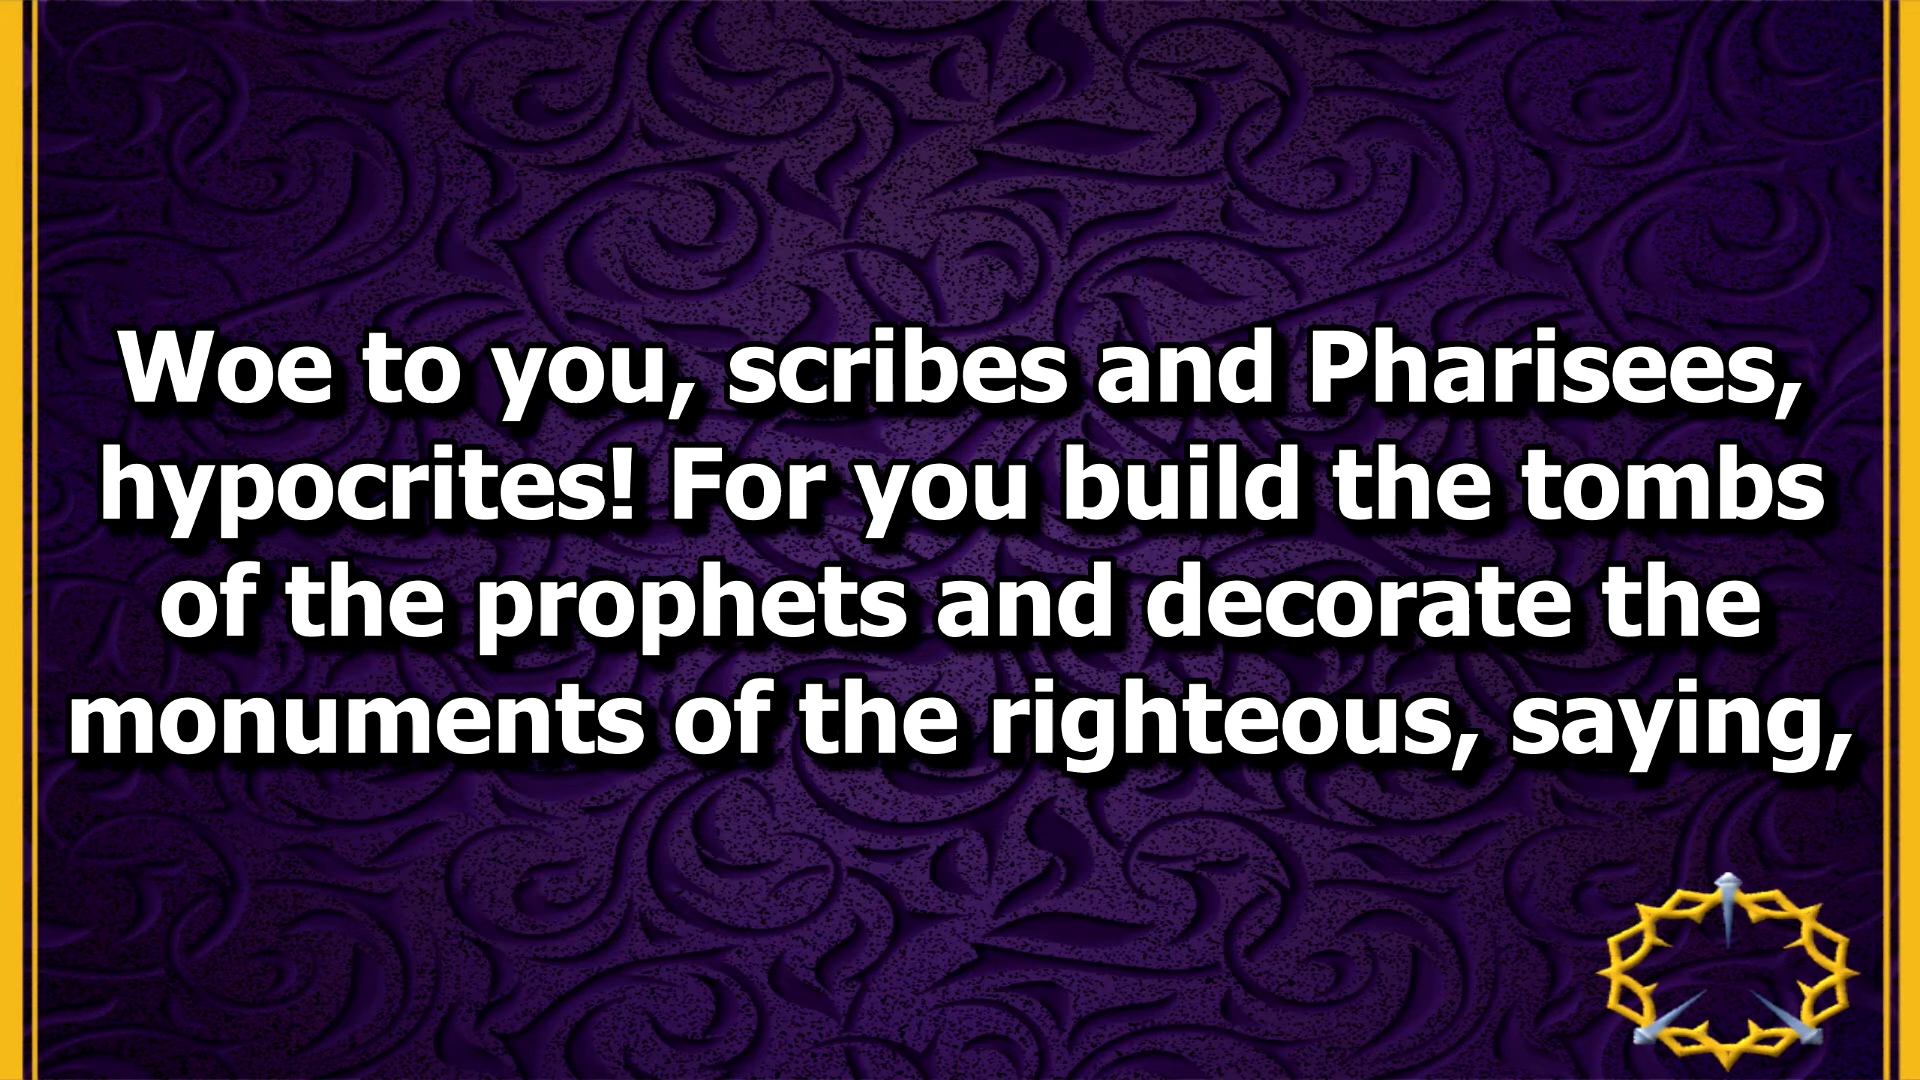 Woe to you, scribes and Pharisees,
hypocrites! For you build the tombs
of the prophets and decorate the
monuments of the righteous, saying,